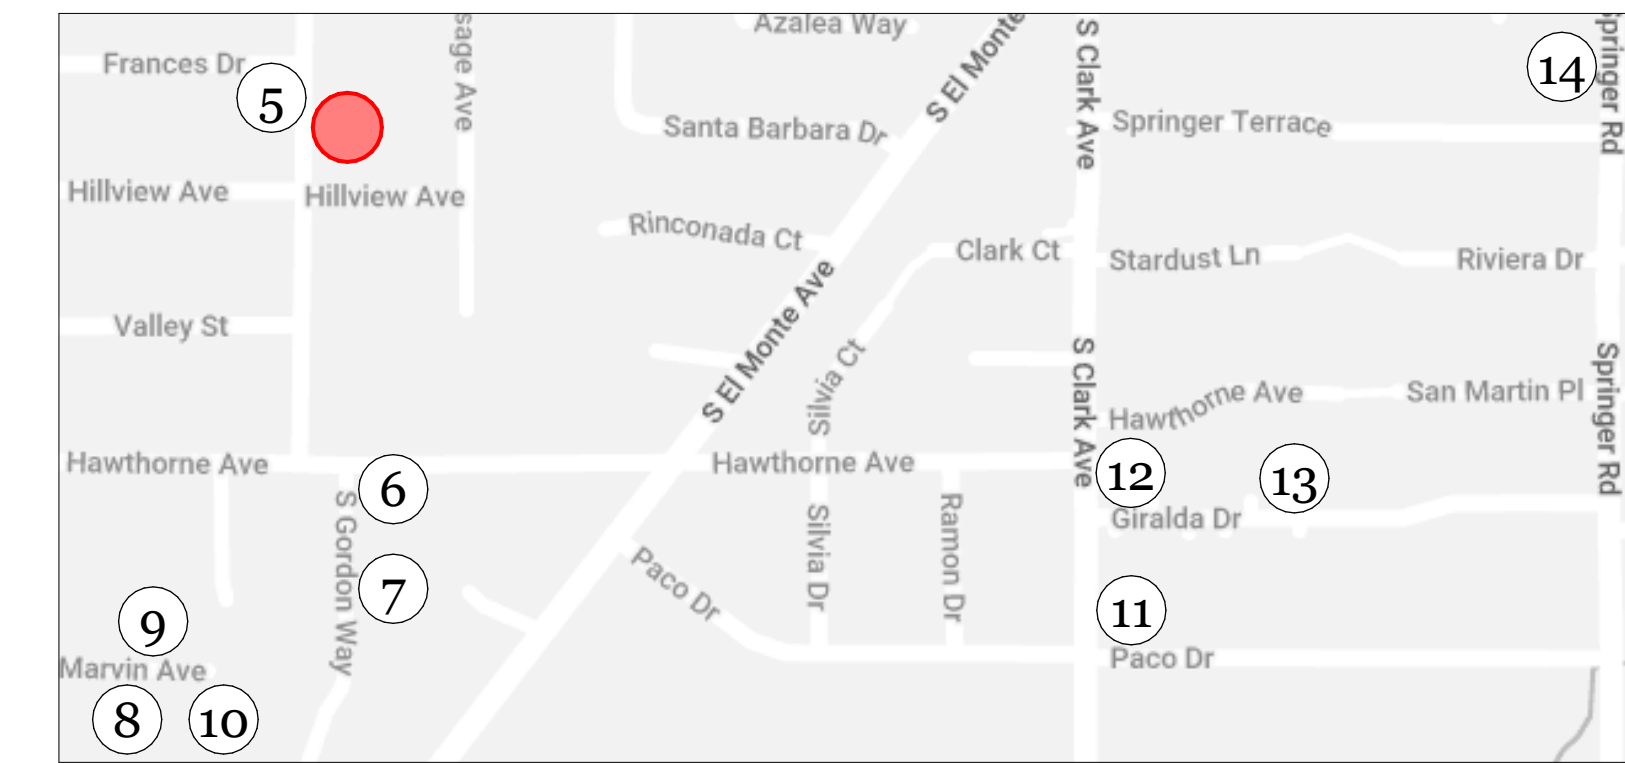 Azalea Way
sage Ave
S El Monte
S Clark Ave
Springer Rd
14
Frances Dr
5
Santa Barbara Dr
Springer Terrace
Hillview Ave
Hillview Ave
Rinconada Ct
Clark Ct
Stardust Ln
Riviera Dr
Valley St
S El Monte Ave
Silvia Ct
S Clark Ave
Hawthorne Ave
San Martin Pl
Springer Rd
Hawthorne Ave
6
Hawthorne Ave
12
13
S Gordon Way
Silvia Dr
Ramon Dr
Giralda Dr
7
Paco Dr
11
9
Marvin Ave
Paco Dr
8
10